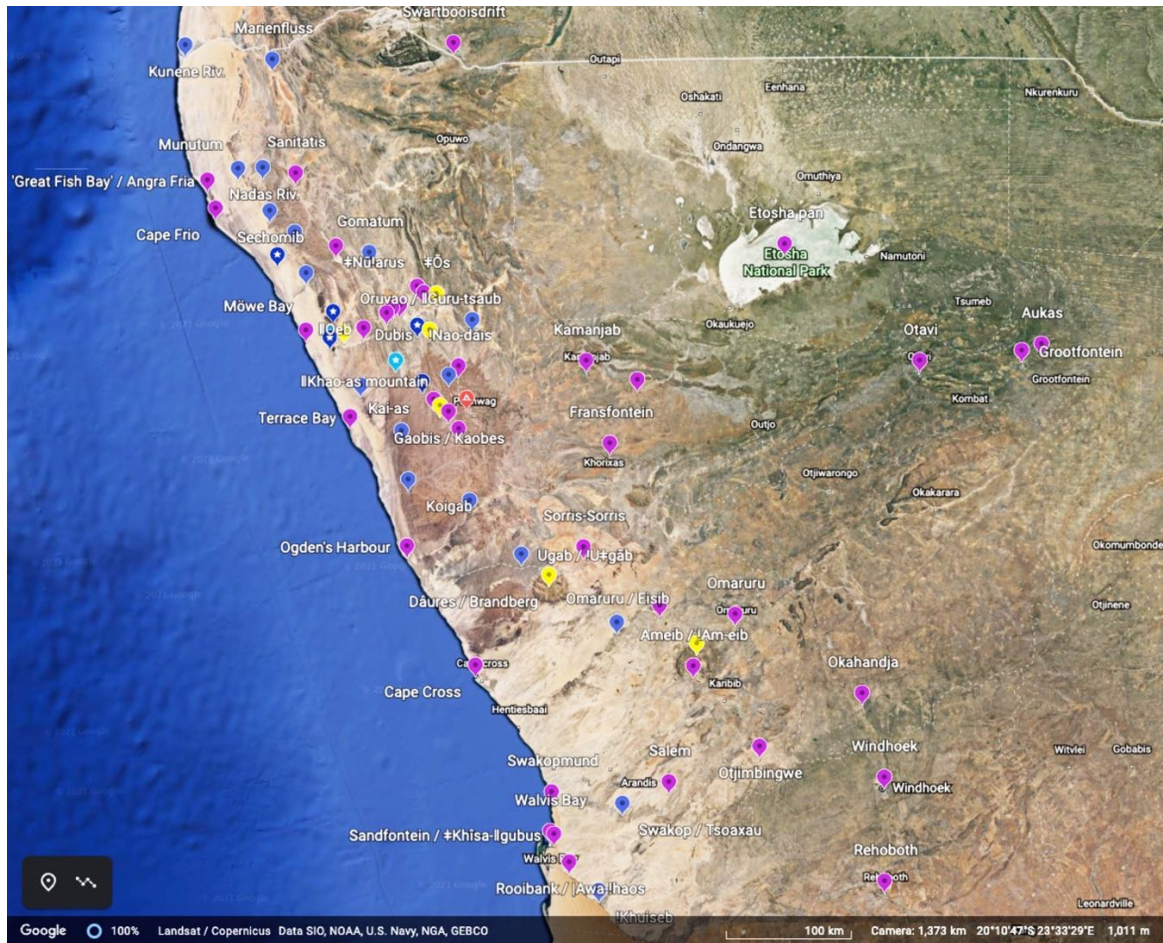 Swartbooisdrift
Marienfluss
Outapi
Kunene Riv.
Eenhana
Nkurenkuru
Oshakati
Opuwo
Ondangwa
Munutum
Sanitatis
Omuthiya
'Great Fish Bay' / Angra Fria
Nadas Riv.
Etosha pan
Gomatum
Cape Frio
Sechomib
Etosha
National Park
Namutoni
ǂNū!arus
ǂŌs
Tsumeb
Möwe Bay
Oruvao / ǁGuru-tsaub
Aukas
Okaukuejo
Kamanjab
Otavi
Dubis
!Nao-dâis
Grootfontein
Grootfontein
ǁKhao-as mountain
Kombat
Terrace Bay
Kai-as
Fransfontein
Outjo
Gaobis / Kaobes
Khorixas
Otjiwarongo
Okakarara
Koigab
Sorris-Sorris
Ogden's Harbour
Ugab / !Uǂgāb
Okomumbonde
Dâures / Brandberg
Omaruru / Eisib
Omaruru
Otjinene
Ameib / !Am-eib
Okahandja
Karibib
Cape Cross
Hentiesbaai
Swakopmund
Salem
Windhoek
Witvlei
Gobabis
Arandis
Otjimbingwe
Windhoek
Walvis Bay
Swakop / Tsoaxau
Sandfontein / ǂKhîsa-ǁgubus
Walvis
Rehoboth
Rooibank / |Awa-!haos
Leonardville
!Khuiseb
© 2021 Google
Google 100% Landsat / Copernicus Data SIO, NOAA, U.S. Navy, NGA, GEBCO 100 km Camera: 1,373 km 20°10'47"S 23°33'29"E 1,011 m